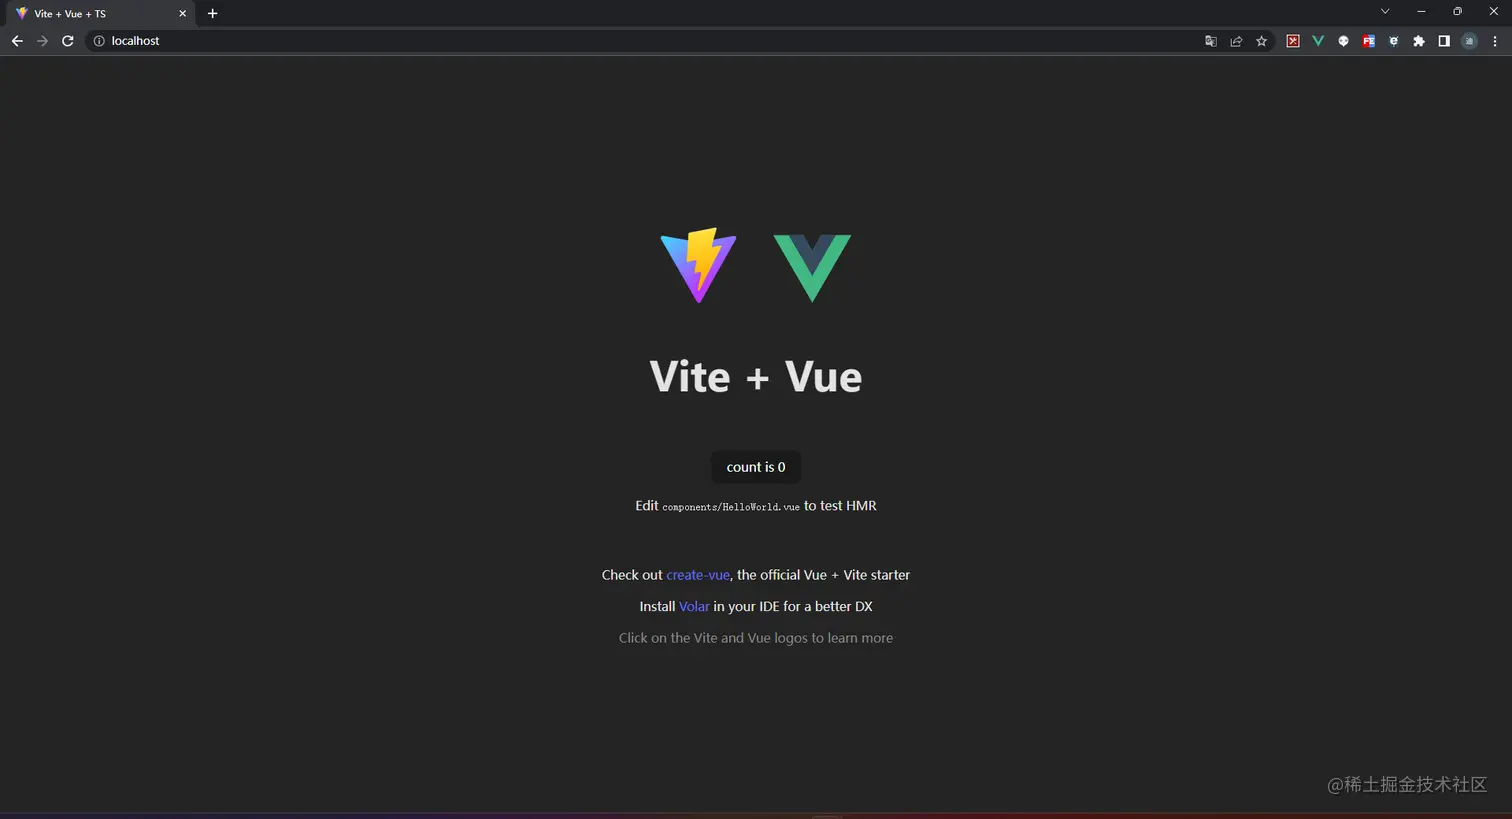 Vite + Vue + TS
localhost
Vite + Vue
count is 0
Edit components/HelloWorld.vue to test HMR
Check out create-vue, the official Vue + Vite starter
Install Volar in your IDE for a better DX
Click on the Vite and Vue logos to learn more
@稀土掘金技术社区